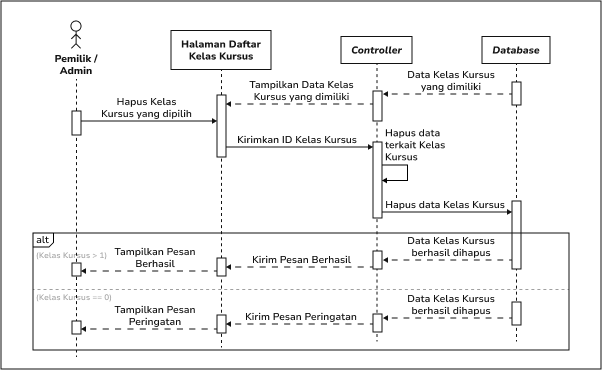 Pemilik /
Admin
Halaman Daftar
Kelas Kursus
Controller
Database
Data Kelas Kursus
yang dimiliki
Tampilkan Data Kelas
Kursus yang dimiliki
Hapus Kelas
Kursus yang dipilih
Kirimkan ID Kelas Kursus
Hapus data
terkait Kelas
Kursus
Hapus data Kelas Kursus
alt
(Kelas Kursus > 1)
Tampilkan Pesan
Berhasil
Kirim Pesan Berhasil
Data Kelas Kursus
berhasil dihapus
(Kelas Kursus == 0)
Tampilkan Pesan
Peringatan
Kirim Pesan Peringatan
Data Kelas Kursus
berhasil dihapus